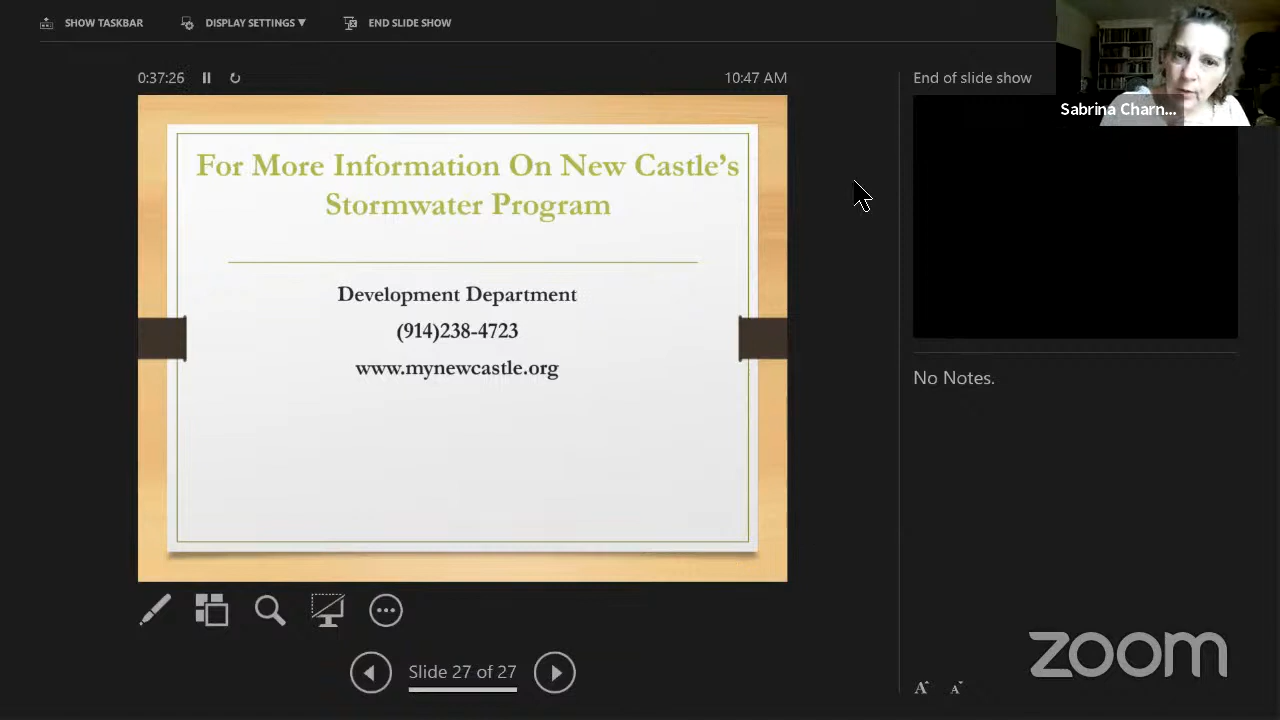 SHOW TASKBAR
DISPLAY SETTINGS ▼
END SLIDE SHOW
0:37:26
10:47 AM
End of slide show
Sabrina Charn...
For More Information On New Castle’s
Stormwater Program
Development Department
(914)238-4723
www.mynewcastle.org
No Notes.
Slide 27 of 27
A A
zoom